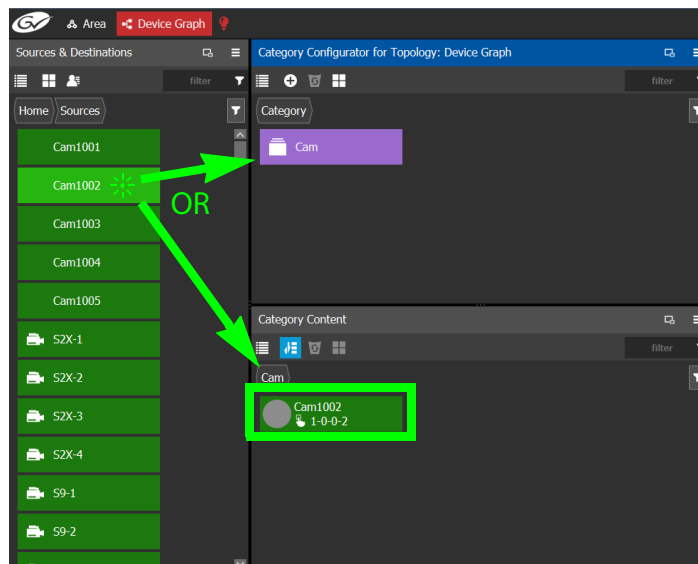 GV
Area
Device Graph
Sources & Destinations
filter
Home
Sources
Cam1001
Cam1002
Cam1003
Cam1004
Cam1005
S2X-1
S2X-2
S2X-3
S2X-4
S9-1
S9-2
OR
Category Configurator for Topology: Device Graph
filter
Category
Cam
Category Content
filter
Cam
Cam1002
1-0-0-2